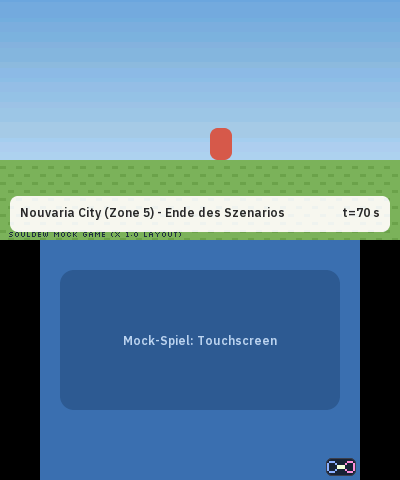 Nouvaria City (Zone 5) - Ende des Szenarios t=70 s
SOULDEW MOCK GAME (X 1.0 LAYOUT)
Mock-Spiel: Touchscreen